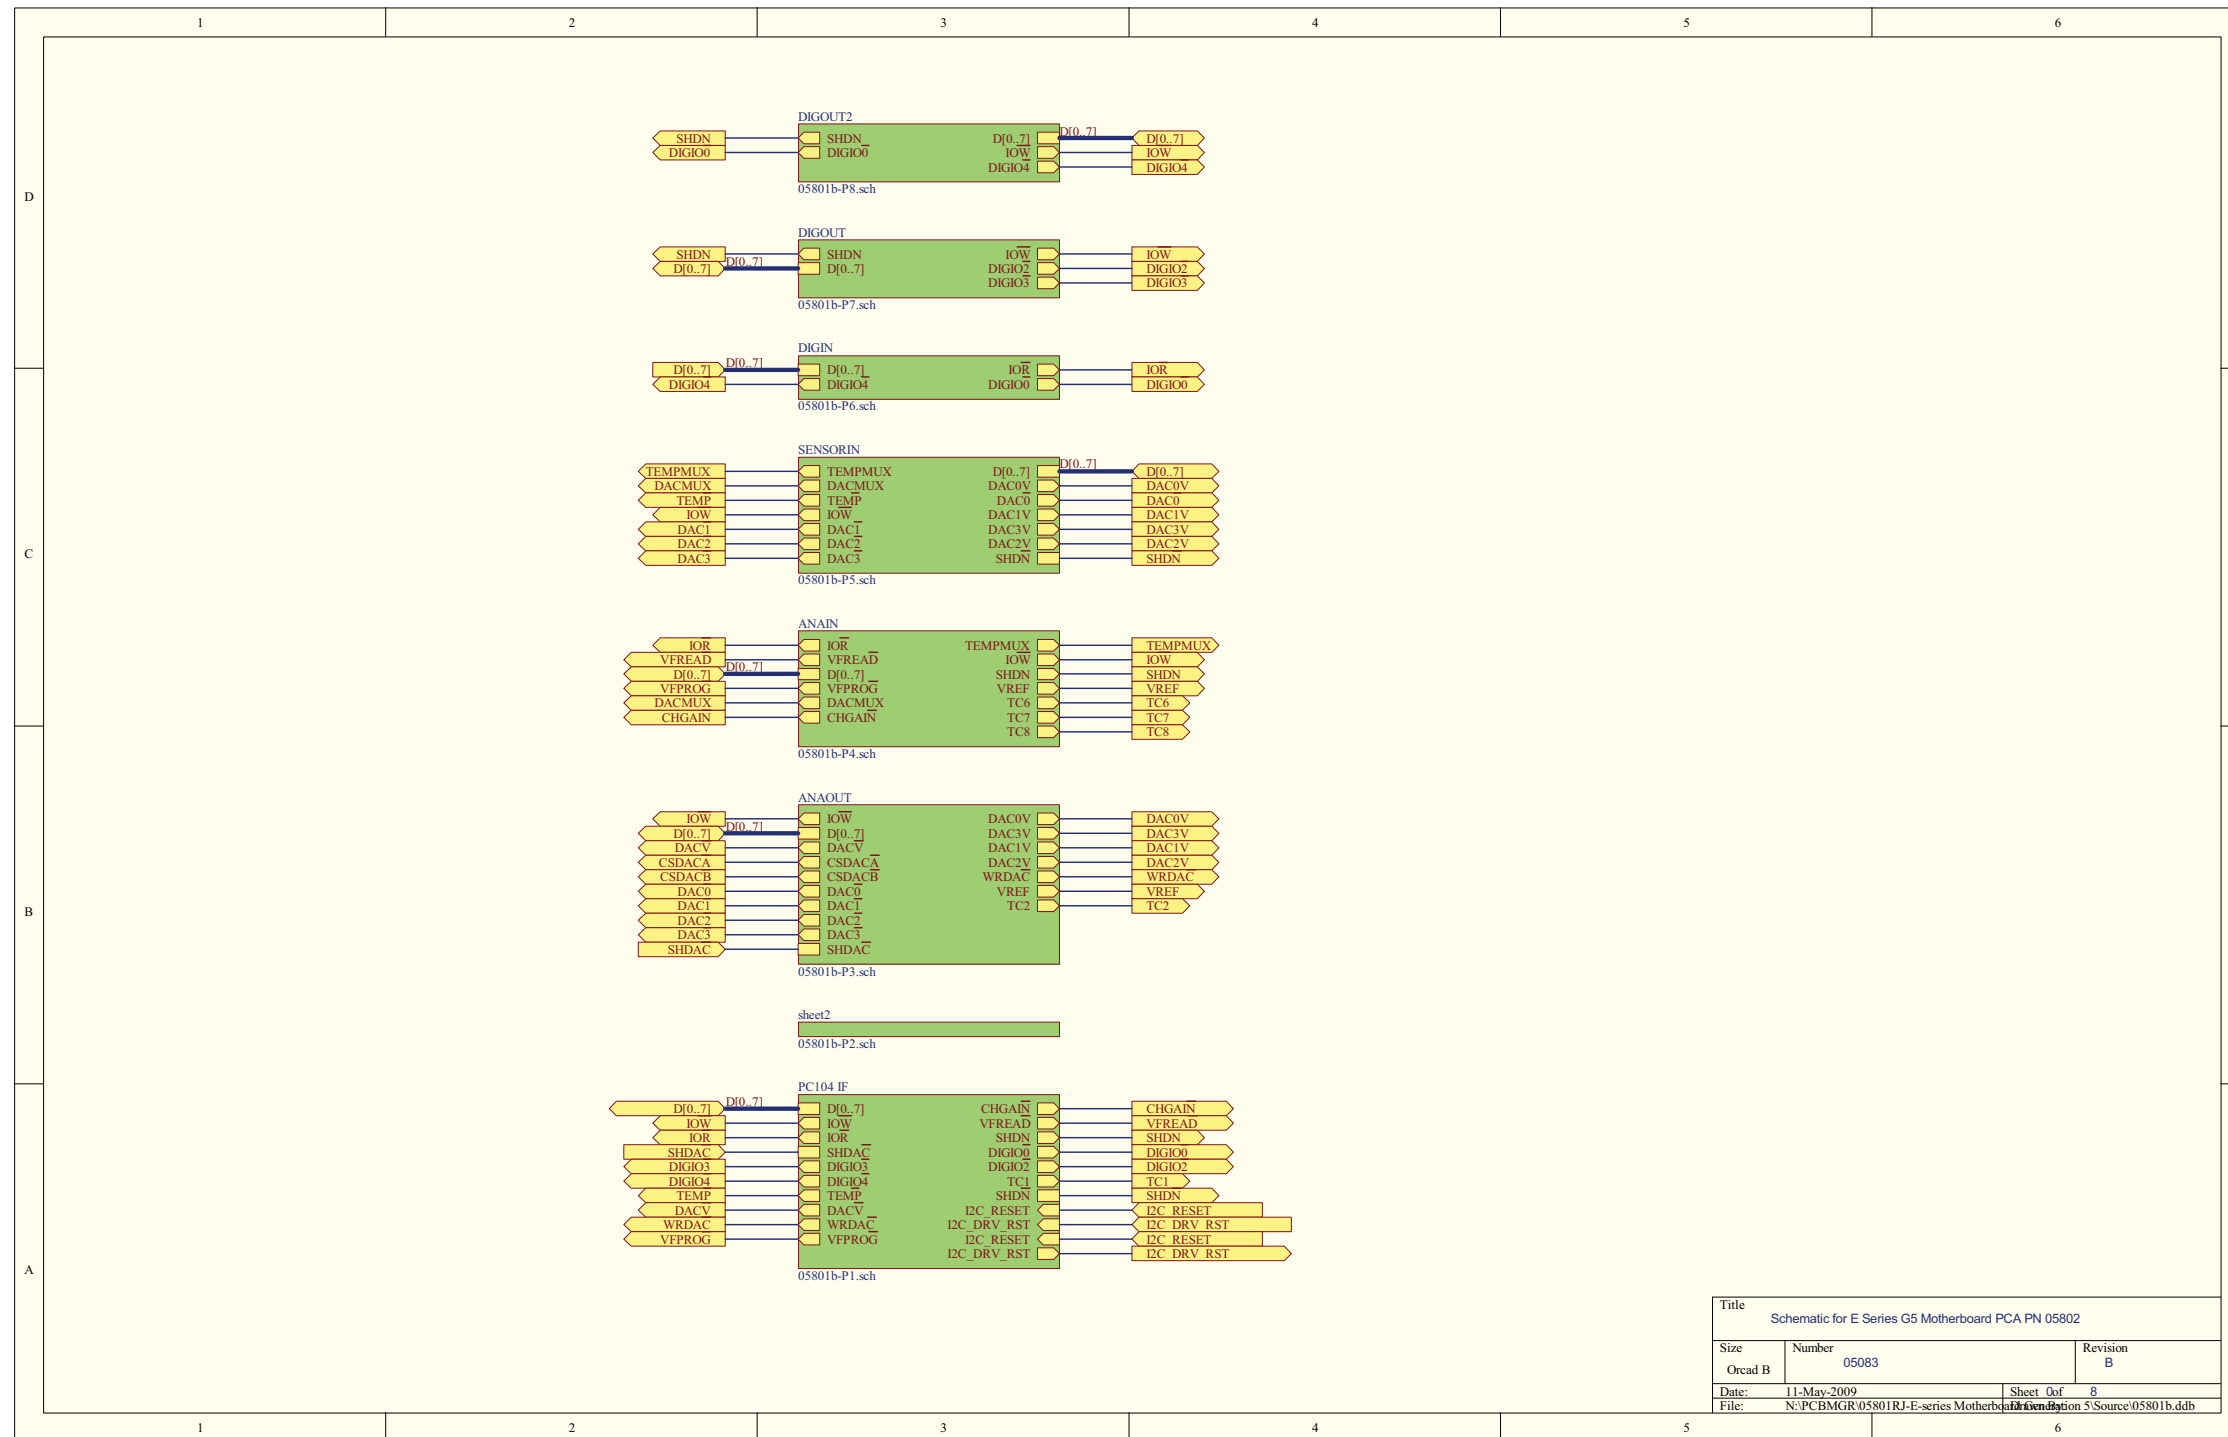 1 2 3 4 5 6
D
C
B
A
DIGOUT2
SHDN SHDN D[0..7] D[0..7] D[0..7]
DIGIO0 DIGIO0 IOW IOW
DIGIO4 DIGIO4
05801b-P8.sch
DIGOUT
SHDN SHDN IOW IOW
D[0..7] D[0..7] D[0..7] DIGIO2 DIGIO2
DIGIO3 DIGIO3
05801b-P7.sch
DIGIN
D[0..7] D[0..7] D[0..7] IOR IOR
DIGIO4 DIGIO4 DIGIO0 DIGIO0
05801b-P6.sch
SENSORIN
TEMPMUX TEMPMUX D[0..7] D[0..7] D[0..7]
DACMUX DACMUX DAC0V DAC0V
TEMP TEMP DAC0 DAC0
IOW IOW DAC1V DAC1V
DAC1 DAC1 DAC3V DAC3V
DAC2 DAC2 DAC2V DAC2V
DAC3 DAC3 SHDN SHDN
05801b-P5.sch
ANAIN
IOR IOR TEMPMUX TEMPMUX
VFREAD VFREAD IOW IOW
D[0..7] D[0..7] D[0..7] SHDN SHDN
VFPROG VFPROG VREF VREF
DACMUX DACMUX TC6 TC6
CHGAIN CHGAIN TC7 TC7
TC8 TC8
05801b-P4.sch
ANAOUT
IOW IOW DAC0V DAC0V
D[0..7] D[0..7] D[0..7] DAC3V DAC3V
DACV DACV DAC1V DAC1V
CSDACA CSDACA DAC2V DAC2V
CSDACB CSDACB WRDAC WRDAC
DAC0 DAC0 VREF VREF
DAC1 DAC1 TC2 TC2
DAC2 DAC2
DAC3 DAC3
SHDAC SHDAC
05801b-P3.sch
sheet2
05801b-P2.sch
PC104 IF
D[0..7] D[0..7] D[0..7] CHGAIN CHGAIN
IOW IOW VFREAD VFREAD
IOR IOR SHDN SHDN
SHDAC SHDAC DIGIO0 DIGIO0
DIGIO3 DIGIO3 DIGIO2 DIGIO2
DIGIO4 DIGIO4 TC1 TC1
TEMP TEMP SHDN SHDN
DACV DACV I2C_RESET I2C_RESET
WRDAC WRDAC I2C_DRV_RST I2C_DRV_RST
VFPROG VFPROG I2C_RESET I2C_RESET
I2C_DRV_RST I2C_DRV_RST
05801b-P1.sch
Title
Schematic for E Series G5 Motherboard PCA PN 05802
Size Number Revision
Orcad B 05083 B
Date: 11-May-2009 Sheet 0 of 8
File: N:\PCBMGR\05801RJ-E-series Motherboard Generation 5\Source\05801b.ddb
Drawn By:
1 2 3 4 5 6